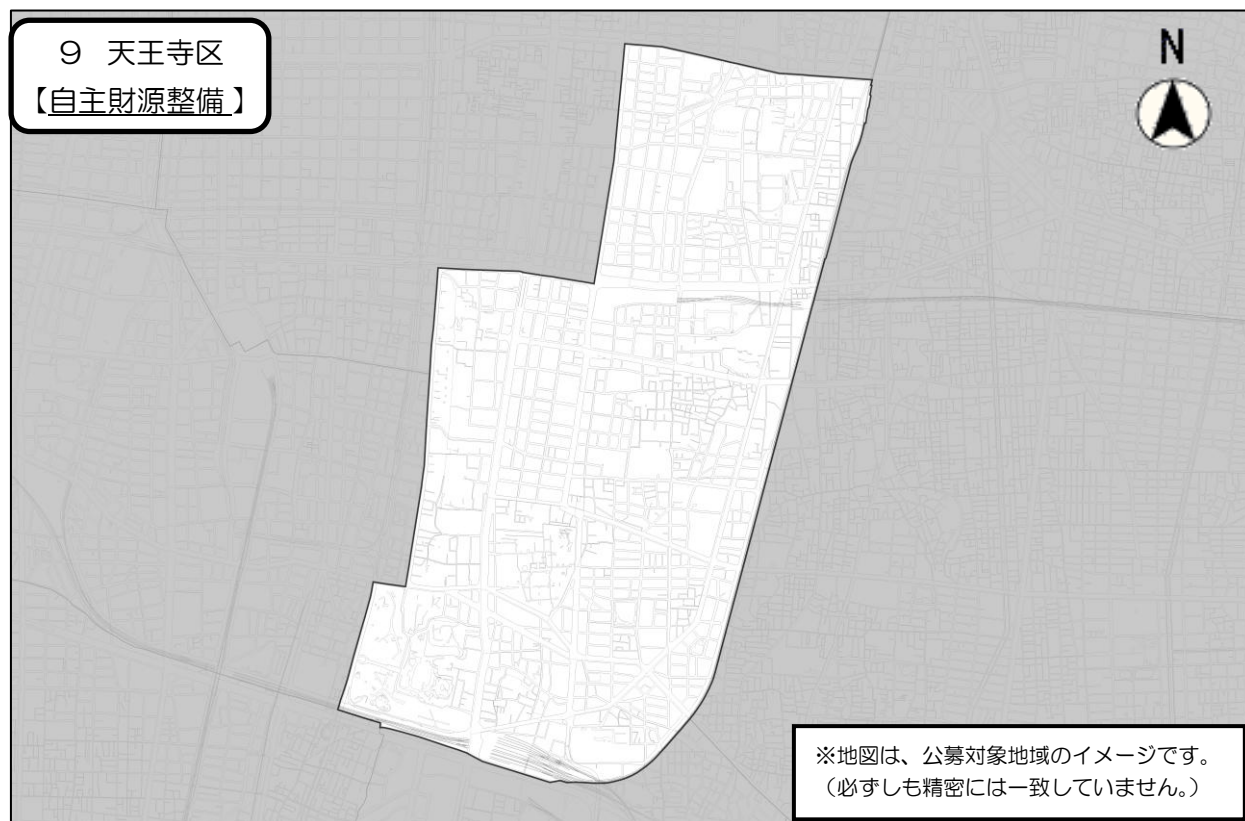 ９　天王寺区
【自主財源整備 】
N
※地図は、公募対象地域のイメージです。
（必ずしも精密には一致していません。）